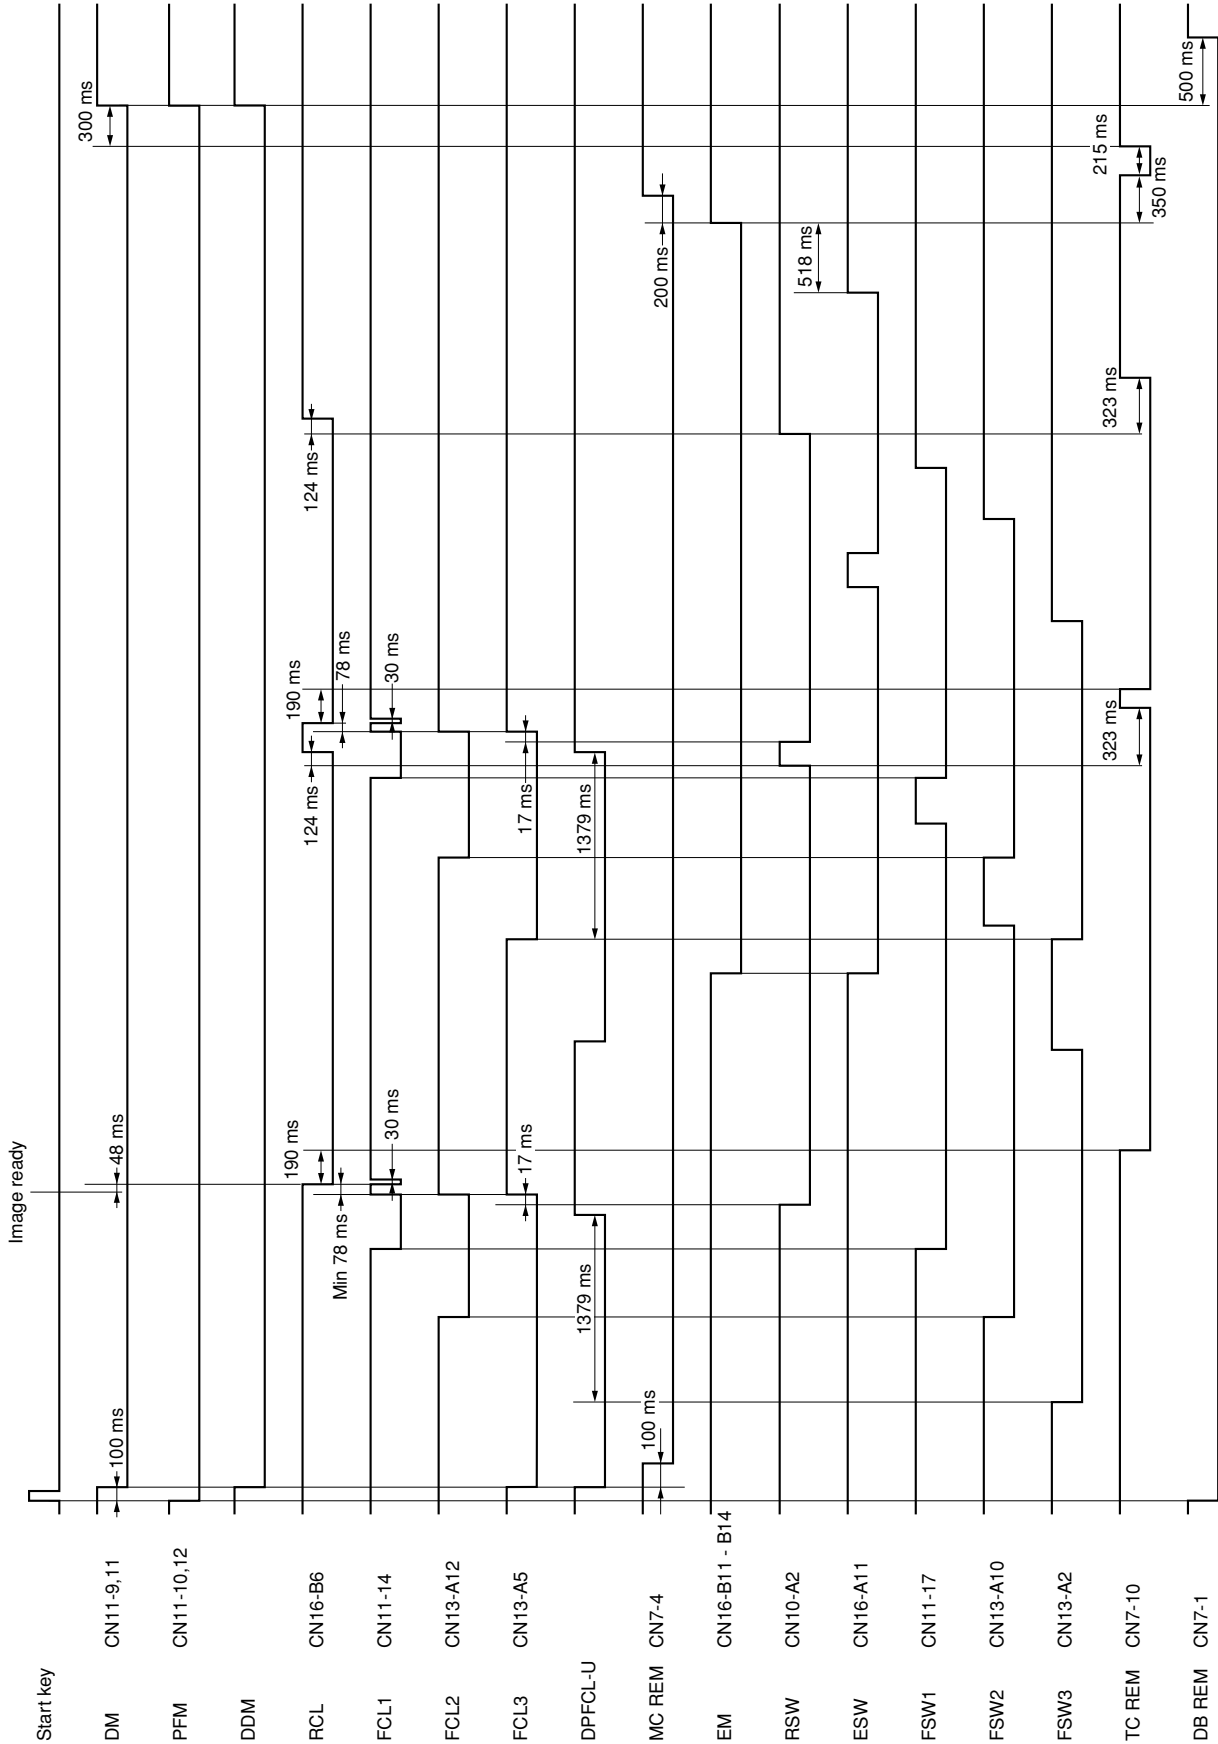 Image ready
Start key
DM CN11-9,11 100 ms 48 ms 300 ms
PFM CN11-10,12
DDM
RCL CN16-B6 190 ms 124 ms 190 ms 124 ms
Min 78 ms 78 ms
FCL1 CN11-14 30 ms 30 ms
FCL2 CN13-A12
FCL3 CN13-A5 17 ms 17 ms
DPFCL-U 1379 ms 1379 ms
MC REM CN7-4 100 ms 200 ms
EM CN16-B11 - B14
RSW CN10-A2 518 ms
ESW CN16-A11
FSW1 CN11-17
FSW2 CN13-A10
FSW3 CN13-A2
TC REM CN7-10 323 ms 323 ms 215 ms
350 ms
DB REM CN7-1 500 ms